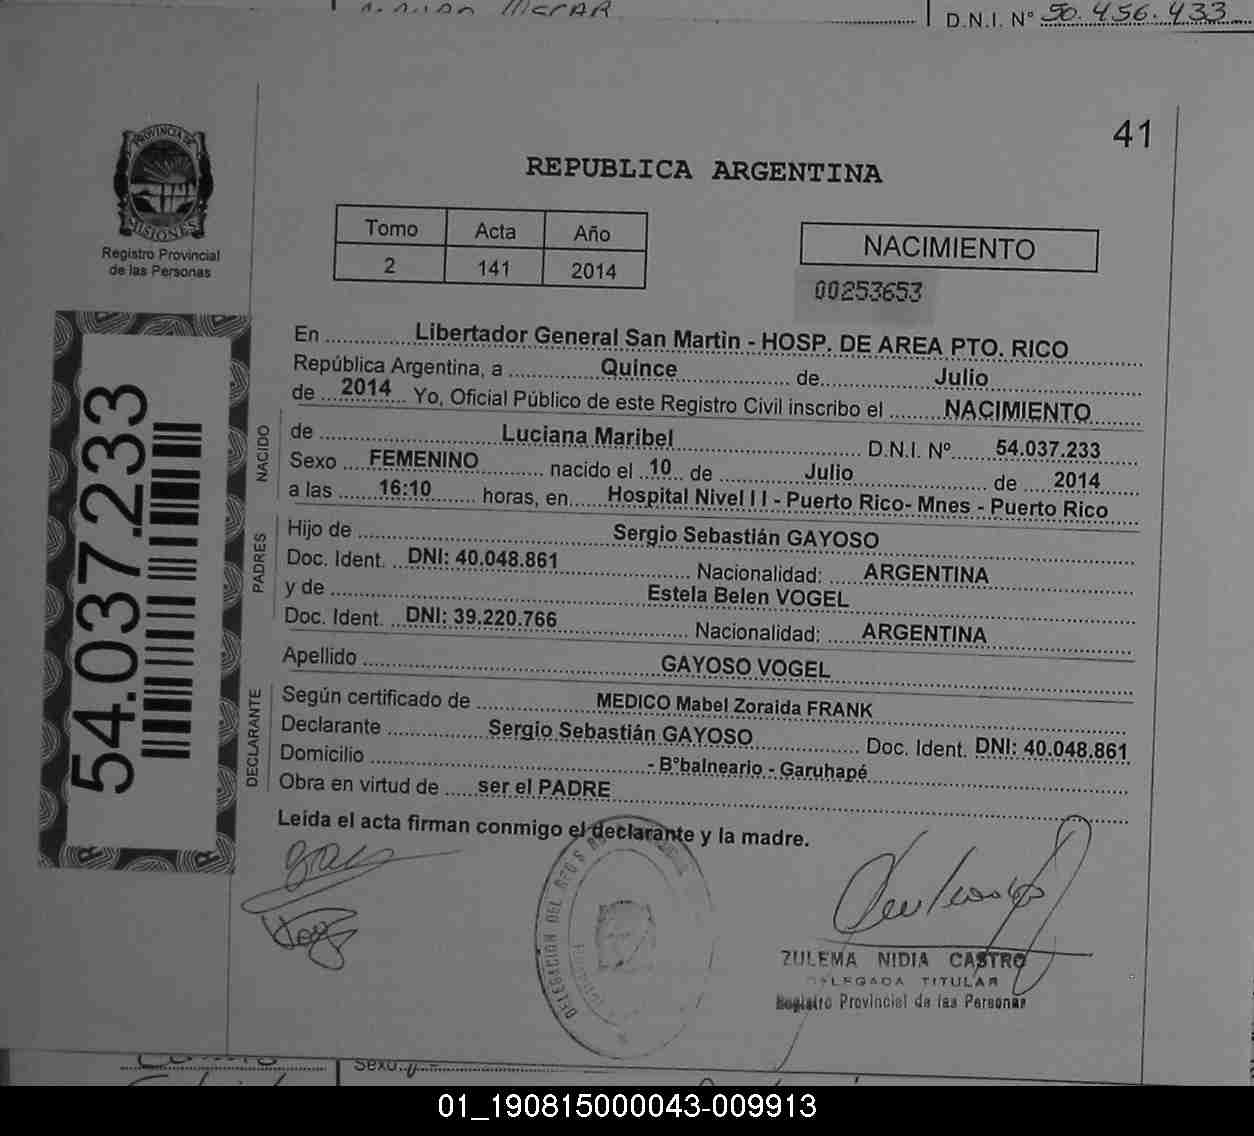 D.N.I. Nº 50.456.433
41
PROVINCIA DE
MISIONES
Registro Provincial
de las Personas
REPUBLICA ARGENTINA
Tomo Acta Año
2 141 2014
NACIMIENTO
00253653
54.037.233
En Libertador General San Martin - HOSP. DE AREA PTO. RICO
República Argentina, a Quince de Julio
de 2014 Yo, Oficial Público de este Registro Civil inscribo el NACIMIENTO
NACIDO
de Luciana Maribel D.N.I. Nº 54.037.233
Sexo FEMENINO nacido el 10 de Julio de 2014
a las 16:10 horas, en Hospital Nivel I I - Puerto Rico- Mnes - Puerto Rico
PADRES
Hijo de Sergio Sebastián GAYOSO
Doc. Ident. DNI: 40.048.861 Nacionalidad: ARGENTINA
y de Estela Belen VOGEL
Doc. Ident. DNI: 39.220.766 Nacionalidad: ARGENTINA
Apellido GAYOSO VOGEL
DECLARANTE
Según certificado de MEDICO Mabel Zoraida FRANK
Declarante Sergio Sebastián GAYOSO Doc. Ident. DNI: 40.048.861
Domicilio - B°balneario - Garuhapé
Obra en virtud de ser el PADRE
Leída el acta firman conmigo el declarante y la madre.
DELEGACION DEL REG
ZULEMA NIDIA CASTRO
DELEGADA TITULAR
Registro Provincial de las Personas
Sexo
01_190815000043-009913